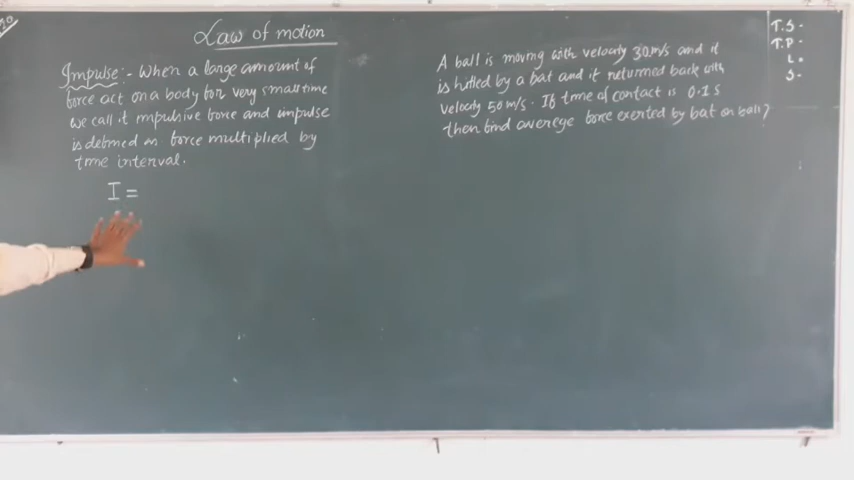 Law of motion
Impulse:- When a large amount of
force act on a body for very small time
we call it impulsive force and impulse
is defined as force multiplied by
time interval.
I =
A ball is moving with velocity 30m/s and it
is hitted by a bat and it returned back with
velocity 50 m/s. If time of contact is 0.1 s
then find averege force exerted by bat on ball?
T.S-
T.P-
L-
S-